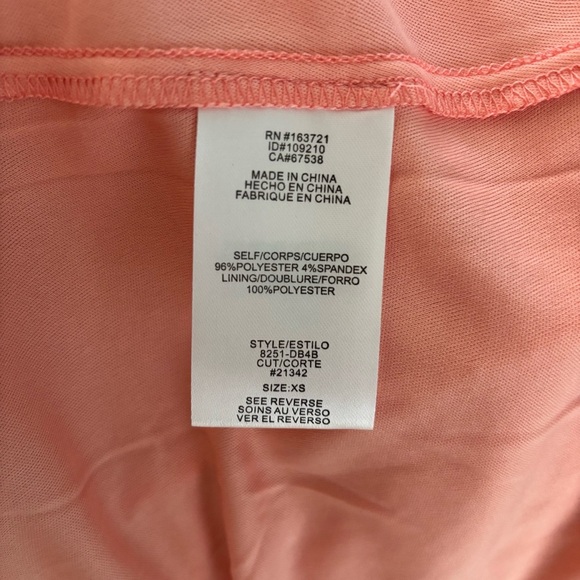 RN #163721
ID#109210
CA#67538
MADE IN CHINA
HECHO EN CHINA
FABRIQUE EN CHINA
SELF/CORPS/CUERPO
96%POLYESTER 4%SPANDEX
LINING/DOUBLURE/FORRO
100%POLYESTER
STYLE/ESTILO
8251-DB4B
CUT/CORTE
#21342
SIZE:XS
SEE REVERSE
SOINS AU VERSO
VER EL REVERSO